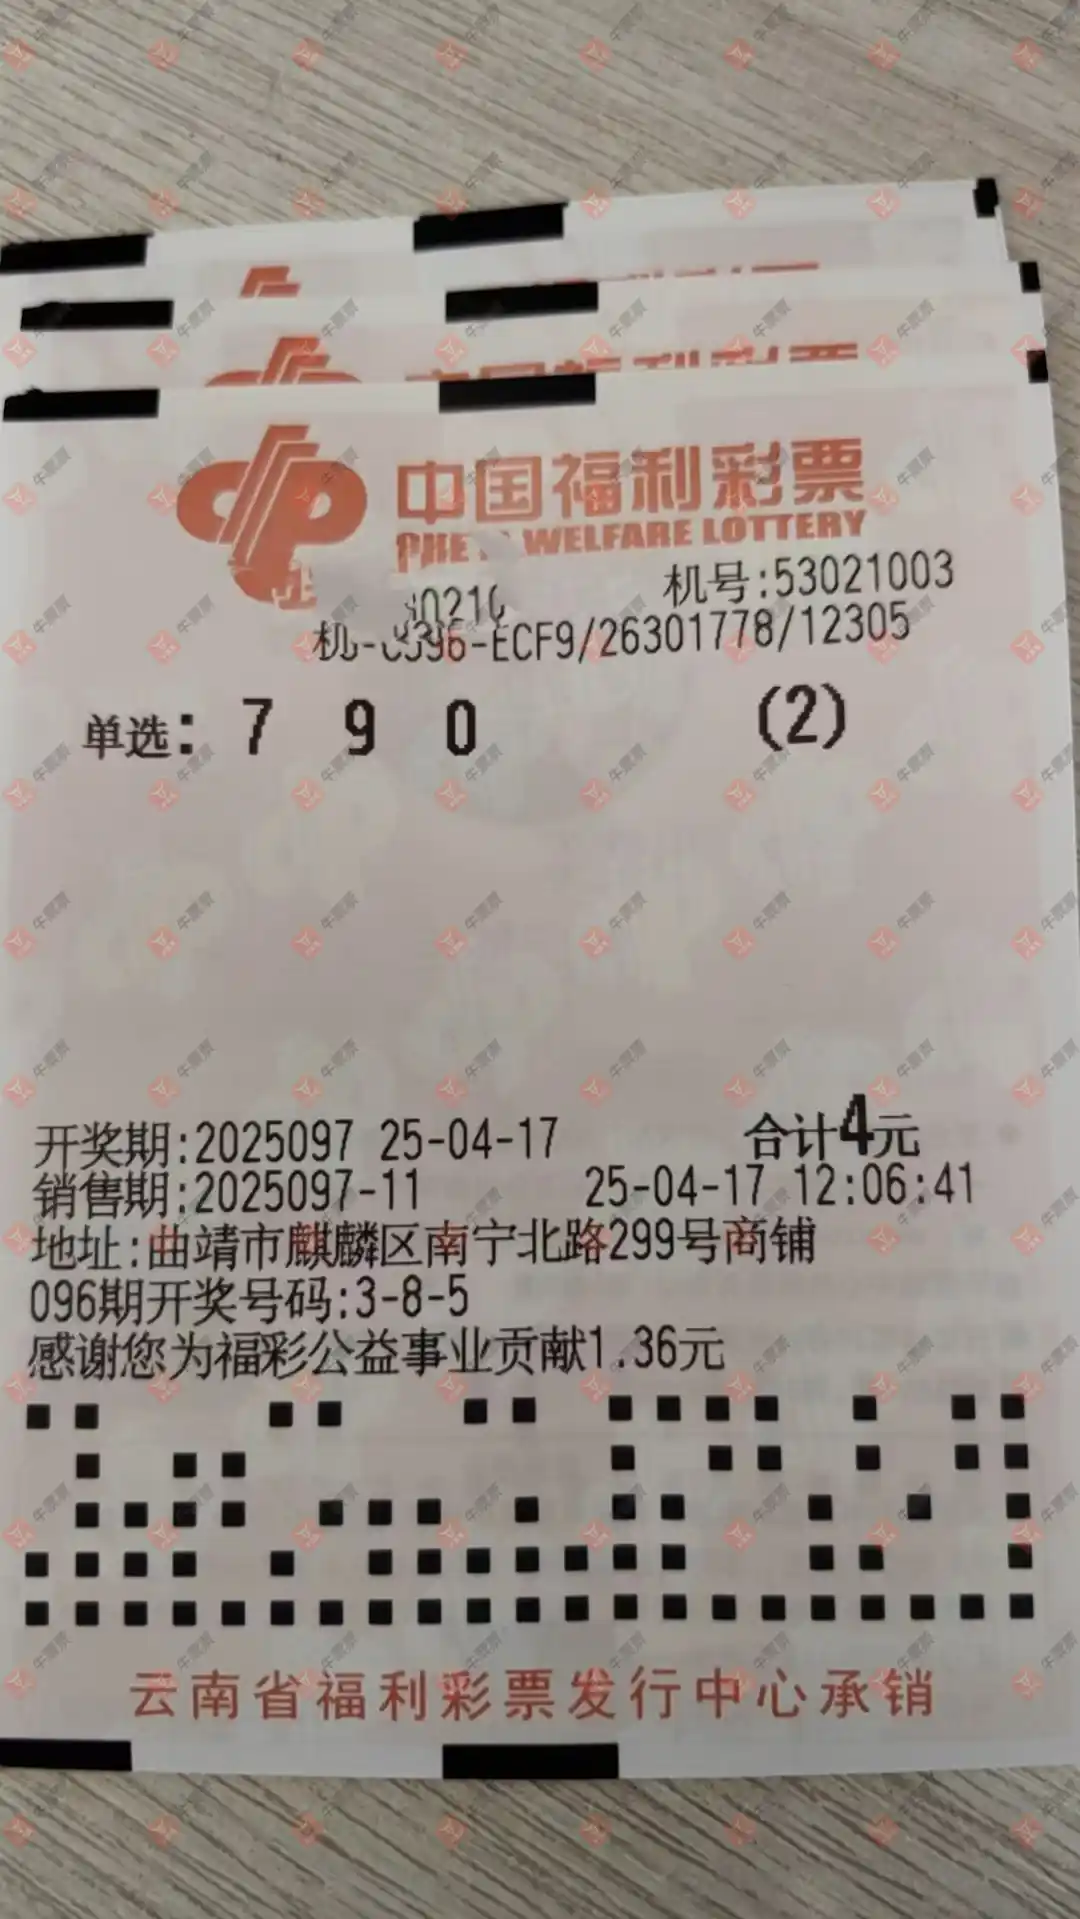 中国福利彩票
WELFARE LOTTERY
机号:53021003
-ECF9/26301778/12305
单选: 7 9 0 (2)
开奖期:2025097 25-04-17 合计4元
销售期:2025097-11 25-04-17 12:06:41
地址:曲靖市麒麟区南宁北路299号商铺
096期开奖号码:3-8-5
感谢您为福彩公益事业贡献1.36元
云南省福利彩票发行中心承销